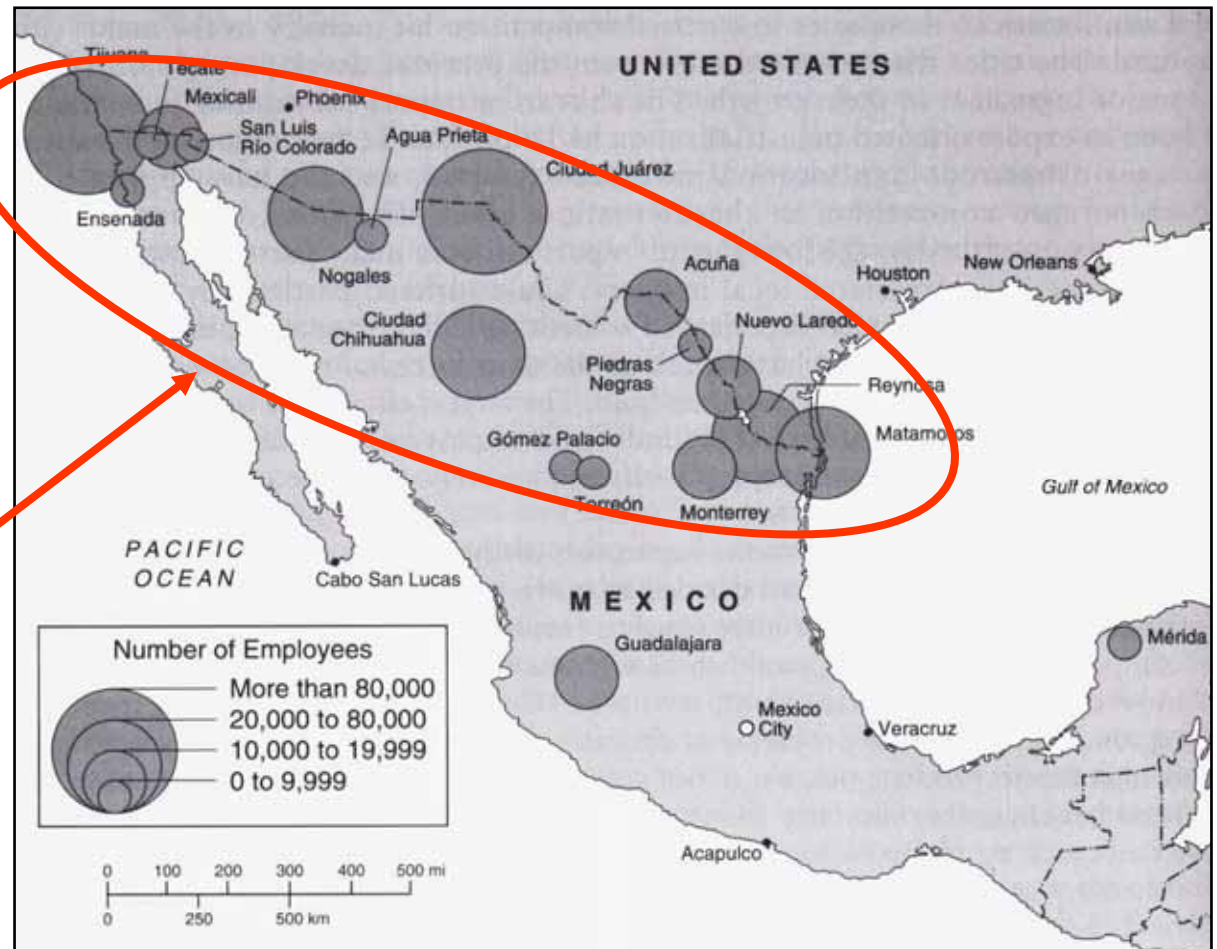 UNITED STATES
Tijuana
Tecate
Mexicali
Phoenix
San Luis
Río Colorado
Agua Prieta
Ciudad Juárez
Ensenada
Nogales
Acuña
Houston
New Orleans
Ciudad
Chihuahua
Nuevo Laredo
Piedras
Negras
Reynosa
Gómez Palacio
Matamoros
Torreón
Monterrey
Gulf of Mexico
PACIFIC
OCEAN
Cabo San Lucas
MEXICO
Guadalajara
Mérida
Mexico
City
Veracruz
Acapulco
Number of Employees
More than 80,000
20,000 to 80,000
10,000 to 19,999
0 to 9,999
0 100 200 300 400 500 mi
0 250 500 km